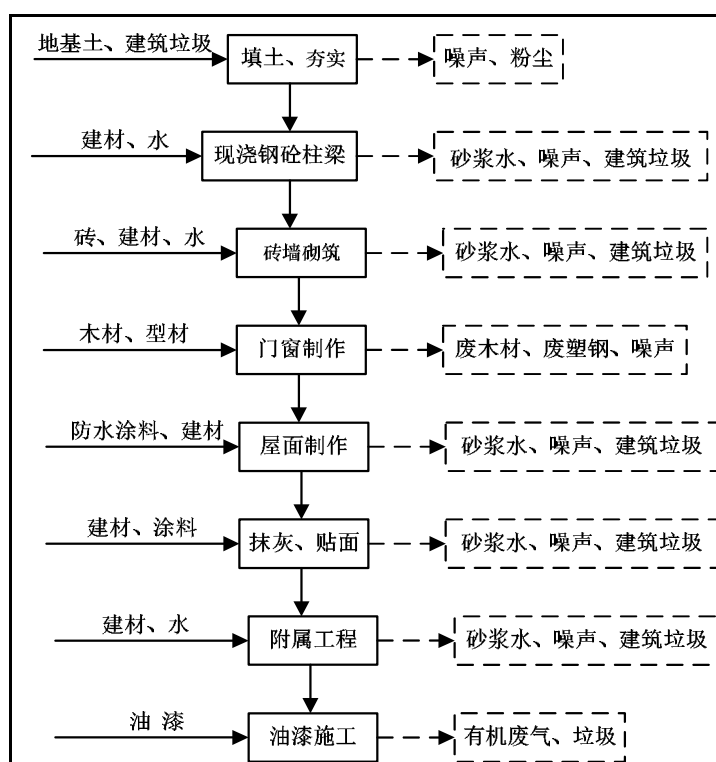 地基土、建筑垃圾
填土、夯实
噪声、粉尘
建材、水
现浇钢砼柱梁
砂浆水、噪声、建筑垃圾
砖、建材、水
砖墙砌筑
砂浆水、噪声、建筑垃圾
木材、型材
门窗制作
废木材、废塑钢、噪声
防水涂料、建材
屋面制作
砂浆水、噪声、建筑垃圾
建材、涂料
抹灰、贴面
砂浆水、噪声、建筑垃圾
建材、水
附属工程
砂浆水、噪声、建筑垃圾
油 漆
油漆施工
有机废气、垃圾